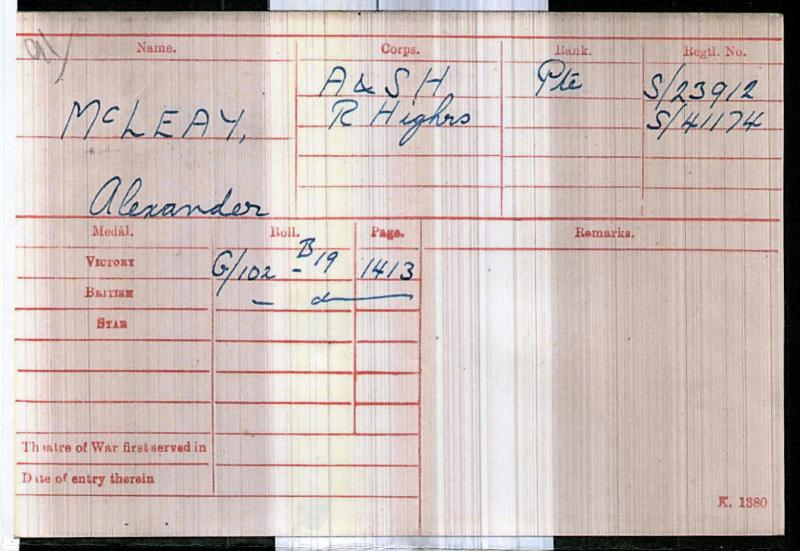 91/
Name. Corps. Rank. Regtl. No.
A & S H Pte S/23912
McLEAY, R Highrs S/41174
Alexander
Medal. Roll. Page. Remarks.
VICTORY G/102 B19 1413
BRITISH — d —
STAR
Theatre of War first served in
Date of entry therein
K. 1380